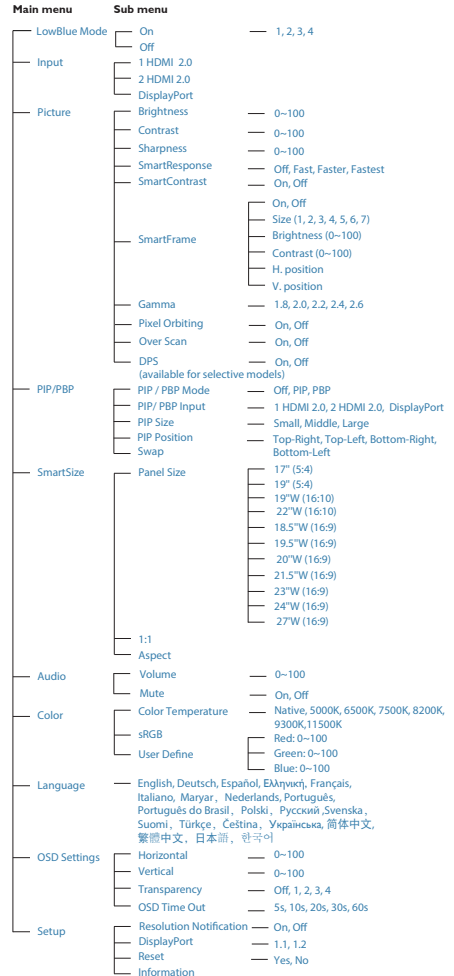 Main menu Sub menu
LowBlue Mode On 1, 2, 3, 4
Off
Input 1 HDMI 2.0
2 HDMI 2.0
DisplayPort
Picture Brightness 0~100
Contrast 0~100
Sharpness 0~100
SmartResponse Off, Fast, Faster, Fastest
SmartContrast On, Off
SmartFrame On, Off
Size (1, 2, 3, 4, 5, 6, 7)
Brightness (0~100)
Contrast (0~100)
H. position
V. position
Gamma 1.8, 2.0, 2.2, 2.4, 2.6
Pixel Orbiting On, Off
Over Scan On, Off
DPS On, Off
(available for selective models)
PIP/PBP PIP / PBP Mode Off, PIP, PBP
PIP/ PBP Input 1 HDMI 2.0, 2 HDMI 2.0, DisplayPort
PIP Size Small, Middle, Large
PIP Position Top-Right, Top-Left, Bottom-Right,
Bottom-Left
Swap
SmartSize Panel Size 17" (5:4)
19" (5:4)
19"W (16:10)
22"W (16:10)
18.5"W (16:9)
19.5"W (16:9)
20"W (16:9)
21.5"W (16:9)
23"W (16:9)
24"W (16:9)
27"W (16:9)
1:1
Aspect
Audio Volume 0~100
Mute On, Off
Color Color Temperature Native, 5000K, 6500K, 7500K, 8200K,
9300K,11500K
sRGB
User Define Red: 0~100
Green: 0~100
Blue: 0~100
Language English, Deutsch, Español, Ελληνική, Français,
Italiano, Maryar, Nederlands, Português,
Português do Brasil, Polski, Русский ,Svenska,
Suomi, Türkçe, Čeština, Українська, 简体中文,
繁體中文, 日本語, 한국어
OSD Settings Horizontal 0~100
Vertical 0~100
Transparency Off, 1, 2, 3, 4
OSD Time Out 5s, 10s, 20s, 30s, 60s
Setup Resolution Notification On, Off
DisplayPort 1.1, 1.2
Reset Yes, No
Information